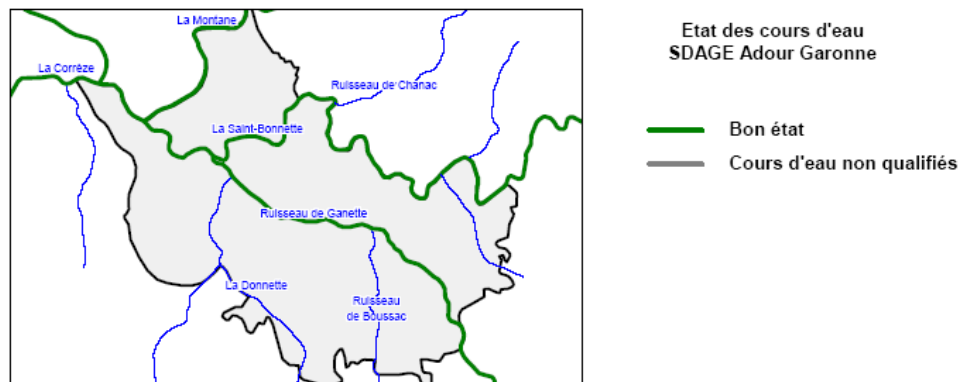 La Montane
La Corrèze
Ruisseau de Chanac
La Saint-Bonnette
Ruisseau de Ganette
La Donnette
Ruisseau
de Boussac
Etat des cours d'eau
SDAGE Adour Garonne
Bon état
Cours d'eau non qualifiés